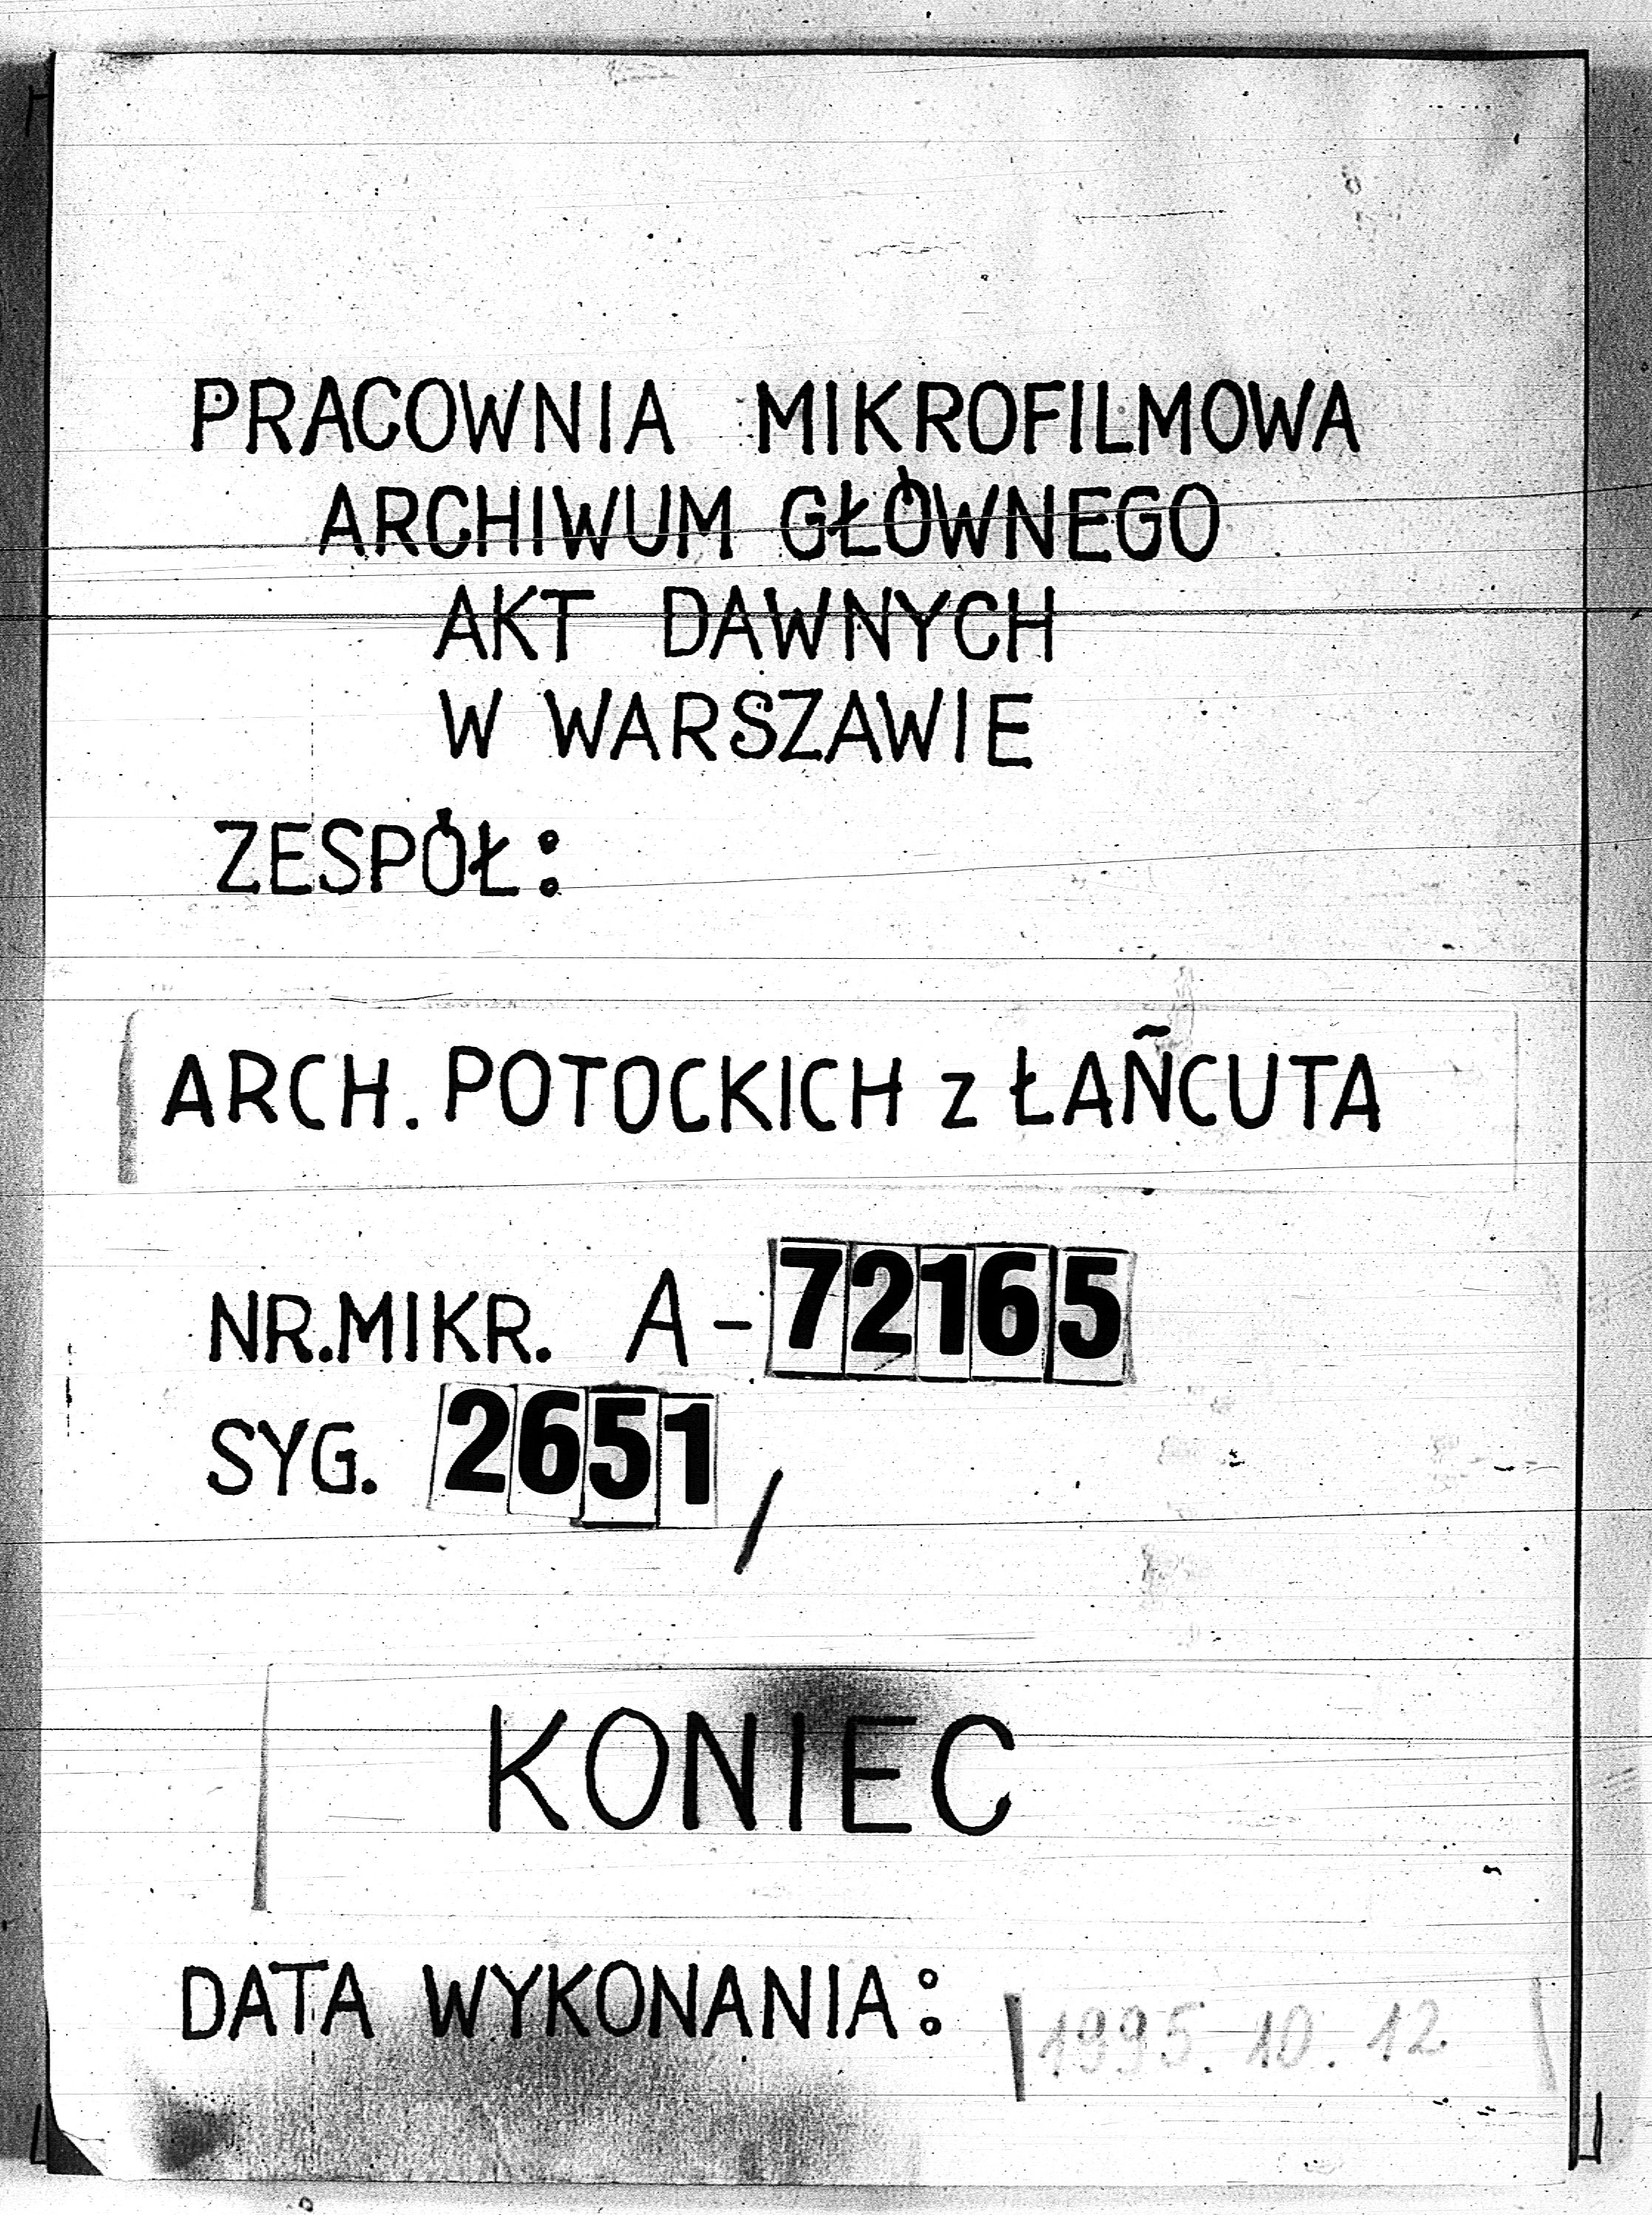 PRACOWNIA MIKROFILMOWA
ARCHIWUM GŁÓWNEGO
AKT DAWNYCH
W WARSZAWIE
ZESPÓŁ:
ARCH. POTOCKICH z ŁAŃCUTA
NR.MIKR. A-72165
SYG. 2651/
KONIEC
DATA WYKONANIA: 1995. 10. 12